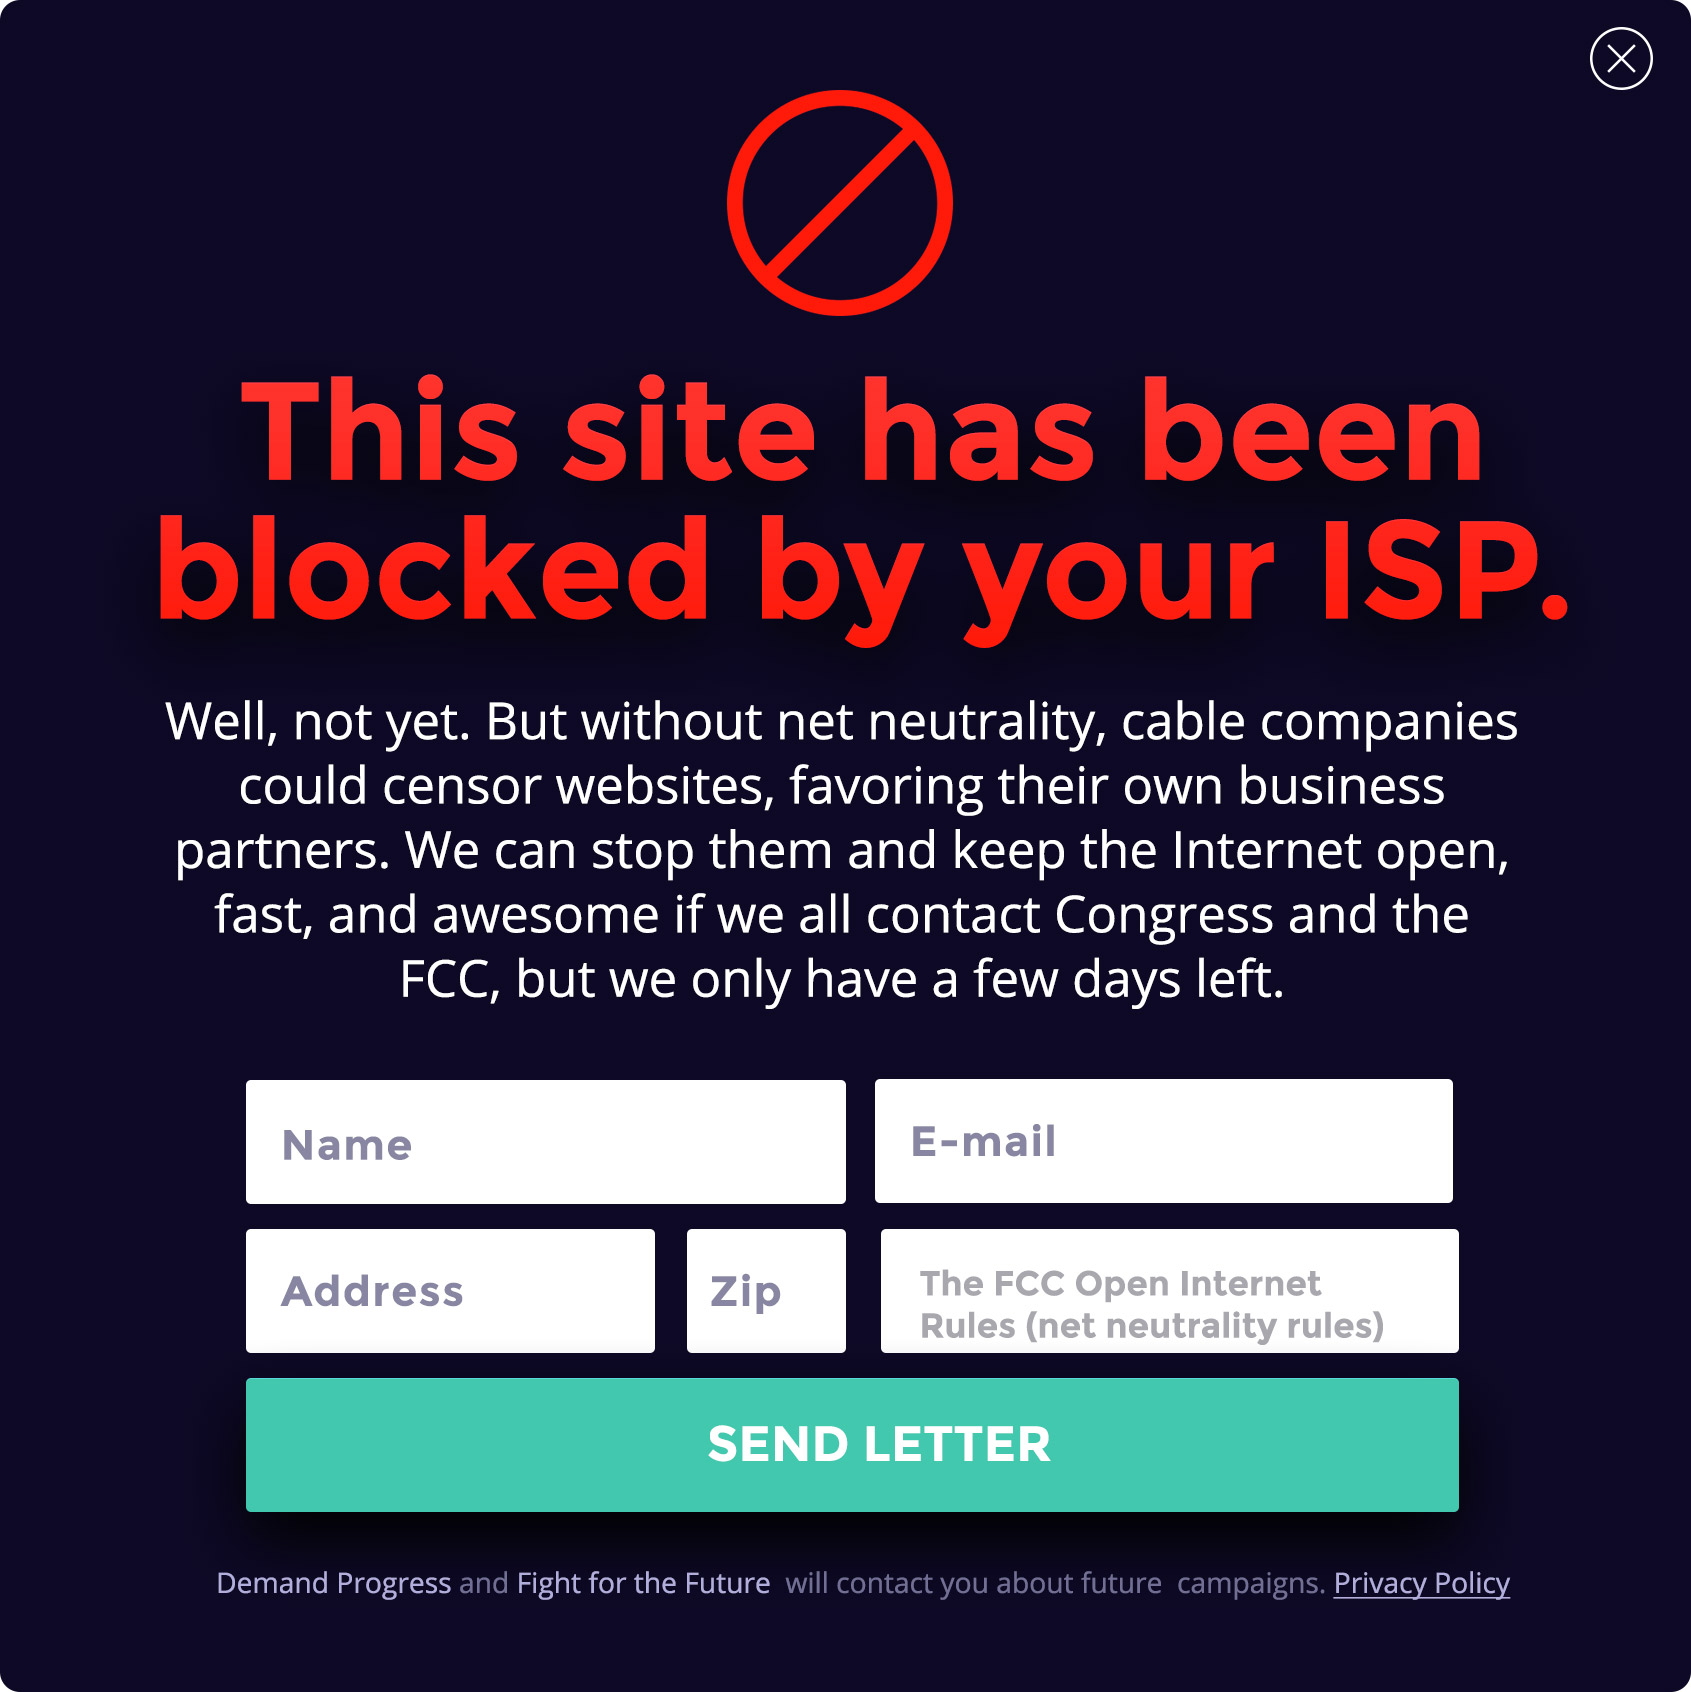 This site has been
blocked by your ISP.
Well, not yet. But without net neutrality, cable companies
could censor websites, favoring their own business
partners. We can stop them and keep the Internet open,
fast, and awesome if we all contact Congress and the
FCC, but we only have a few days left.
Name
E-mail
Address
Zip
The FCC Open Internet
Rules (net neutrality rules)
SEND LETTER
Demand Progress and Fight for the Future will contact you about future campaigns. Privacy Policy